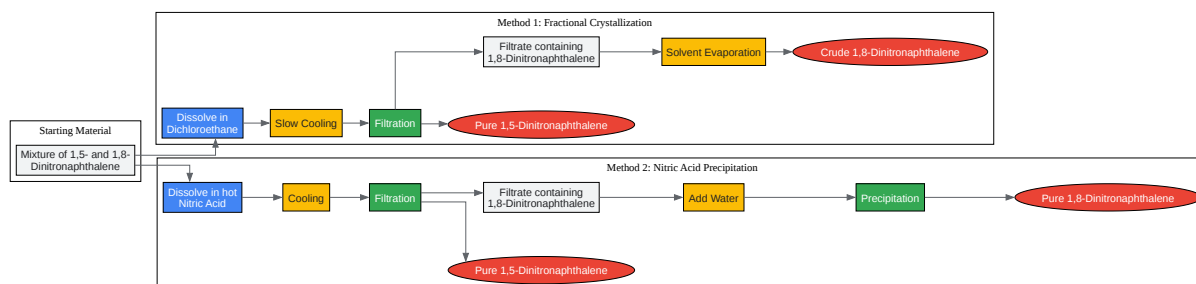 Method 1: Fractional Crystallization
Filtrate containing
1,8-Dinitronaphthalene
Solvent Evaporation
Crude 1,8-Dinitronaphthalene
Dissolve in
Dichloroethane
Slow Cooling
Filtration
Pure 1,5-Dinitronaphthalene
Starting Material
Mixture of 1,5- and 1,8-
Dinitronaphthalene
Method 2: Nitric Acid Precipitation
Dissolve in hot
Nitric Acid
Cooling
Filtration
Filtrate containing
1,8-Dinitronaphthalene
Add Water
Precipitation
Pure 1,8-Dinitronaphthalene
Pure 1,5-Dinitronaphthalene